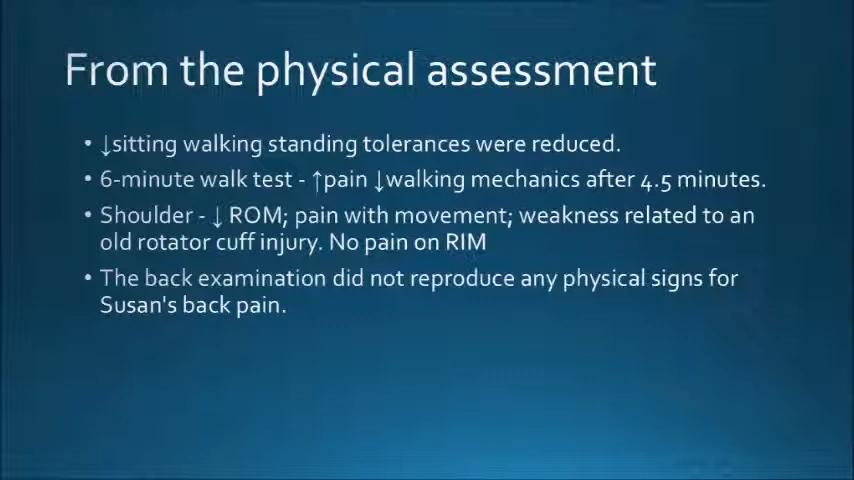 From the physical assessment
• ↓sitting walking standing tolerances were reduced.
• 6-minute walk test - ↑pain ↓walking mechanics after 4.5 minutes.
• Shoulder - ↓ ROM; pain with movement; weakness related to an
old rotator cuff injury. No pain on RIM
• The back examination did not reproduce any physical signs for
Susan's back pain.